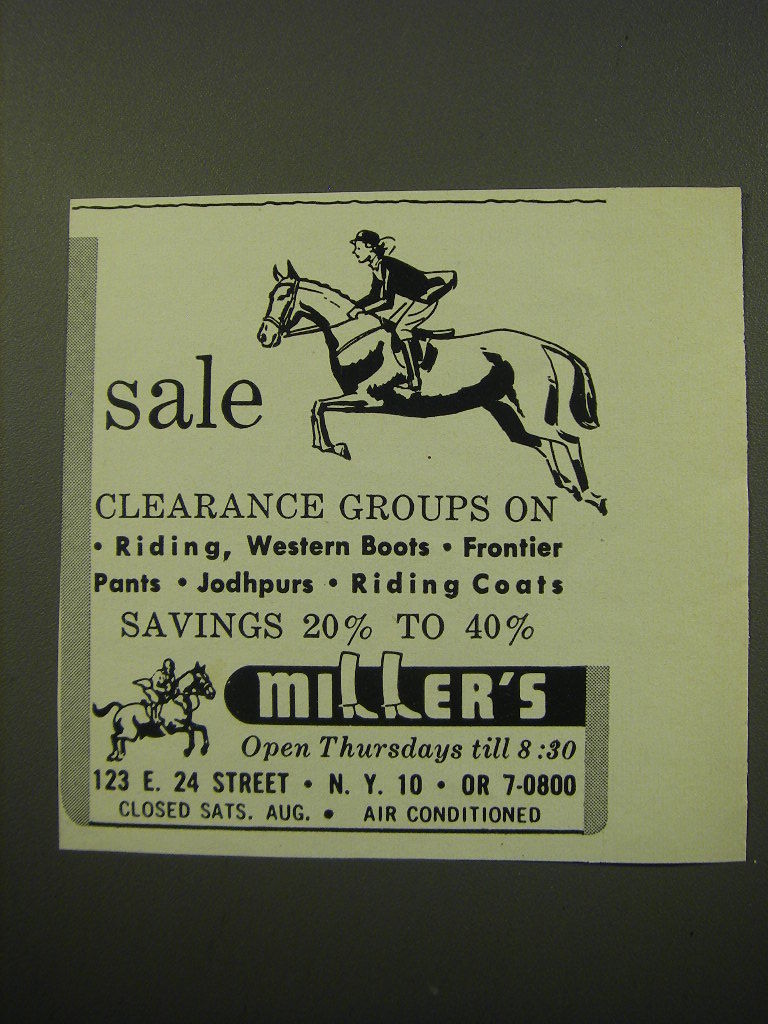 sale
CLEARANCE GROUPS ON
• Riding, Western Boots • Frontier
Pants • Jodhpurs • Riding Coats
SAVINGS 20% TO 40%
MILLER'S
Open Thursdays till 8:30
123 E. 24 STREET • N. Y. 10 • OR 7-0800
CLOSED SATS. AUG. • AIR CONDITIONED